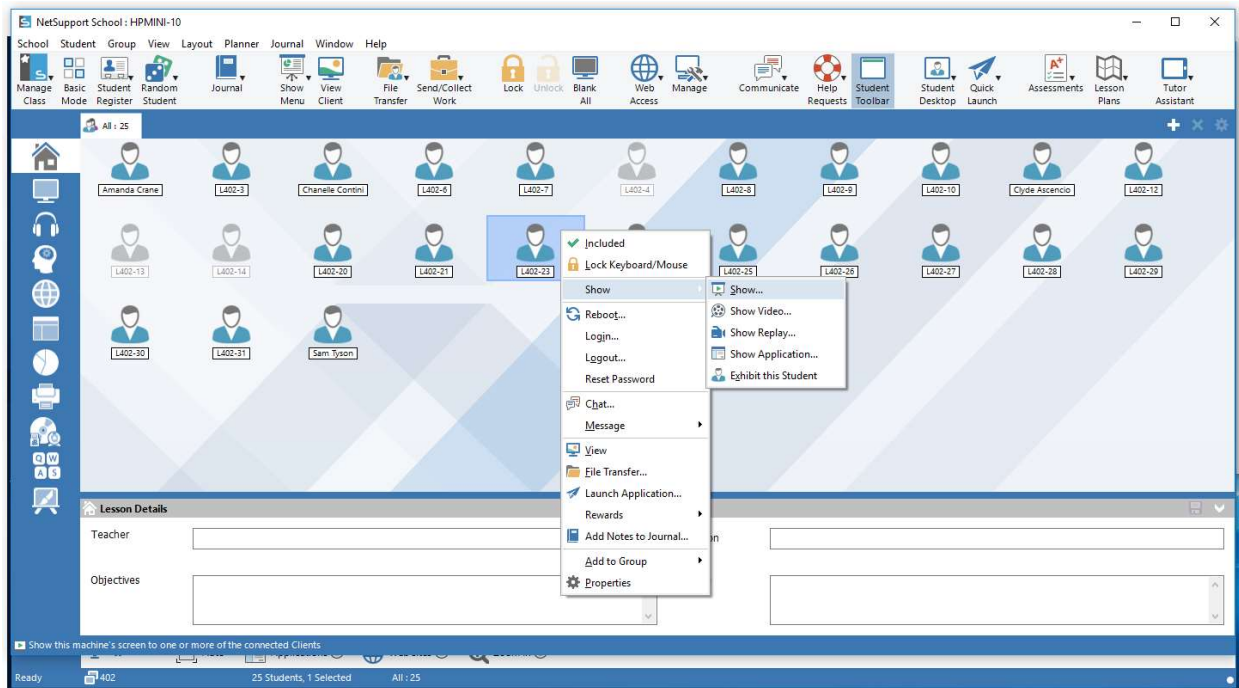 NetSupport School : HPMINI-10
School Student Group View Layout Planner Journal Window Help
Manage Class
Basic Mode
Student Register
Random Student
Journal
Show Menu
View Client
File Transfer
Send/Collect Work
Lock
Unlock
Blank All
Web Access
Manage
Communicate
Help Requests
Student Toolbar
Student Desktop
Quick Launch
Assessments
Lesson Plans
Tutor Assistant
All : 25
Amanda Crane L402-3 Chanelle Contini L402-6 L402-7 L402-4 L402-8 L402-9 L402-10 Clyde Ascencio L402-12
L402-13 L402-14 L402-20 L402-21 L402-23 L402-25 L402-26 L402-27 L402-28 L402-29
L402-30 L402-31 Sam Tyson
Included
Lock Keyboard/Mouse
Show
Reboot...
Login...
Logout...
Reset Password
Chat...
Message
View
File Transfer...
Launch Application...
Rewards
Add Notes to Journal...
Add to Group
Properties
Show...
Show Video...
Show Replay...
Show Application...
Exhibit this Student
Q W
A S
Lesson Details
Teacher
Objectives
Show this machine's screen to one or more of the connected Clients
Ready 402 25 Students, 1 Selected All : 25